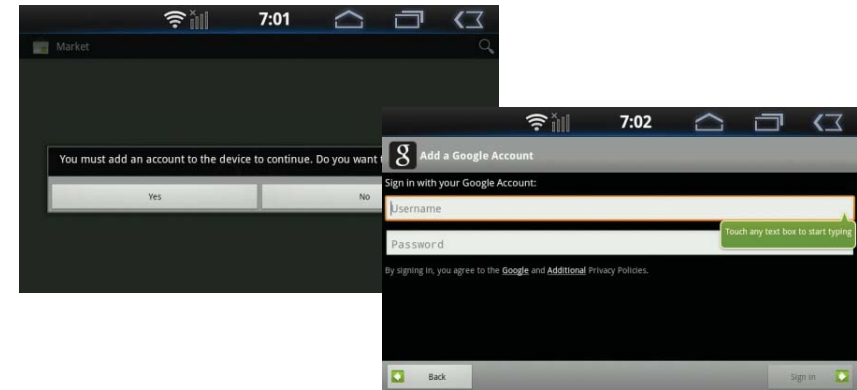 7:01
Market
You must add an account to the device to continue. Do you want
Yes
No
7:02
g Add a Google Account
Sign in with your Google Account:
Username
Touch any text box to start typing
Password
By signing in, you agree to the Google and Additional Privacy Policies.
Back
Sign in